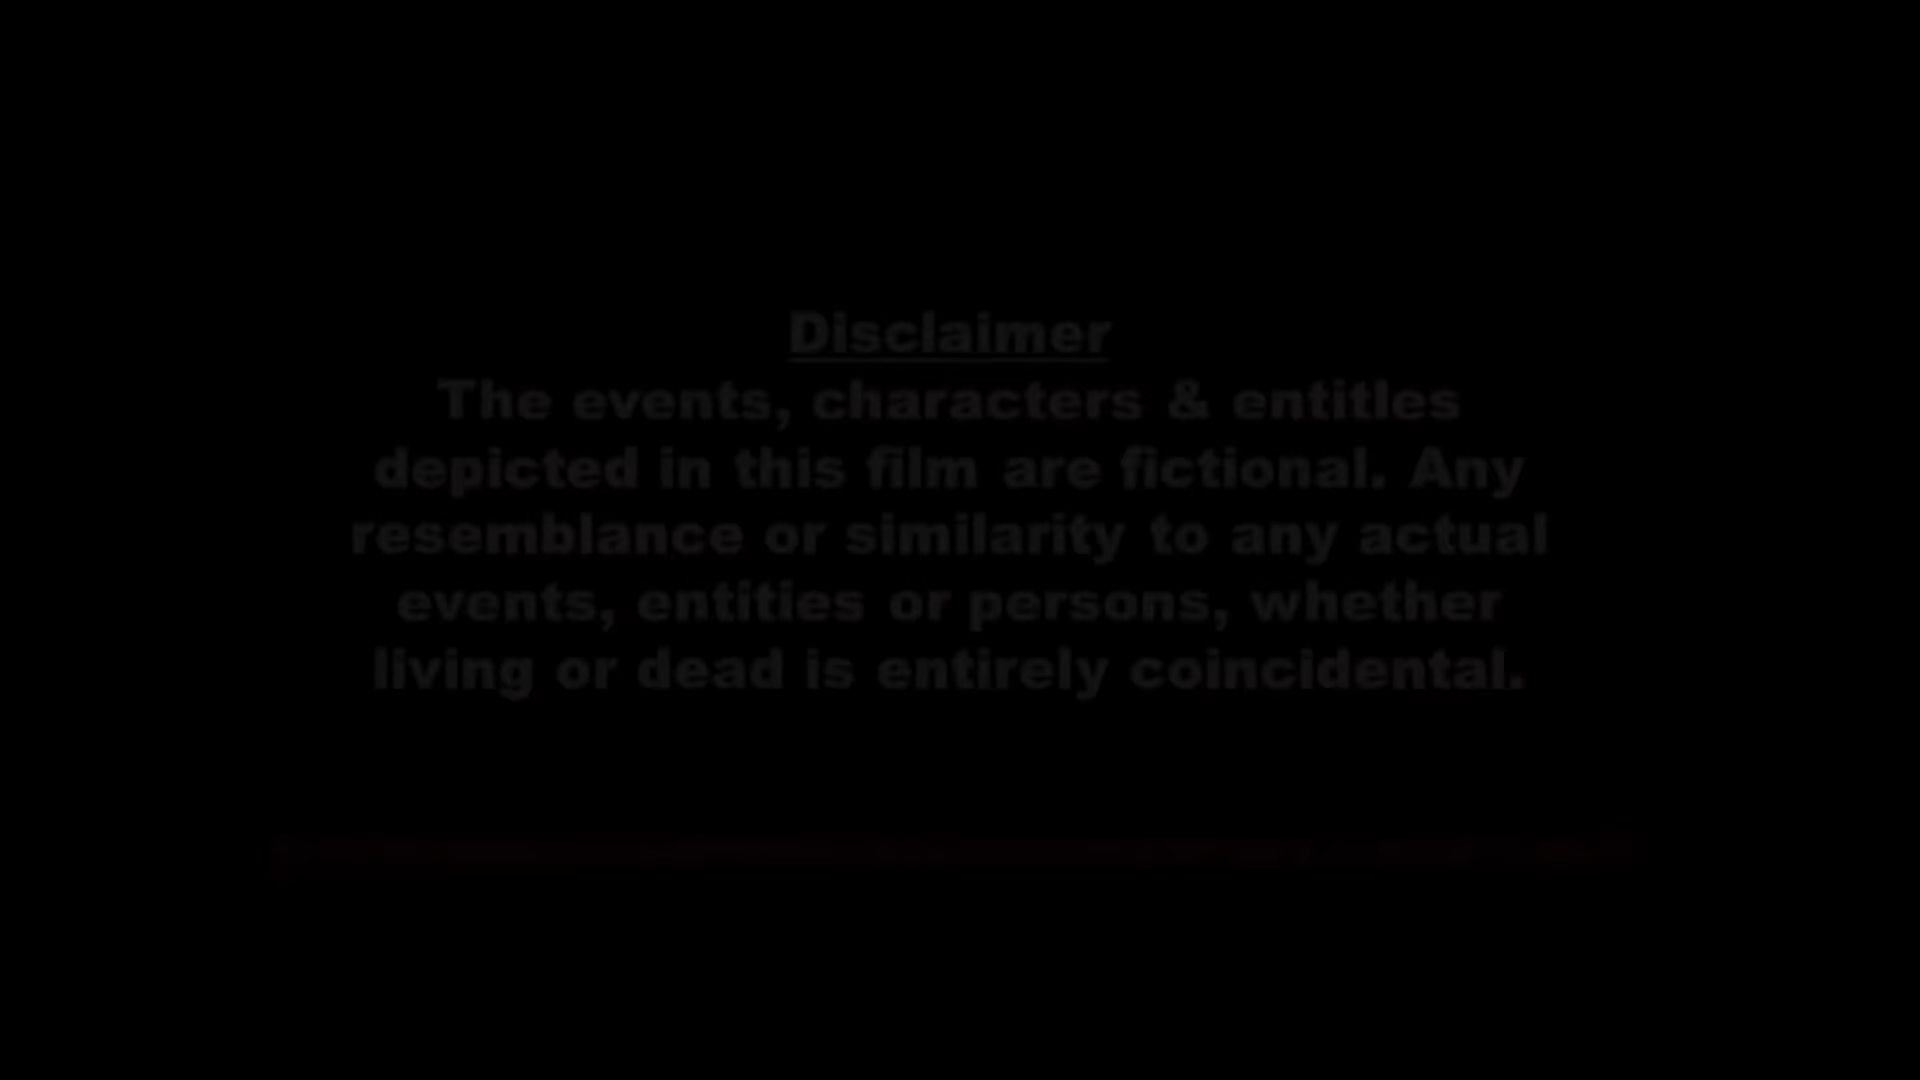 Disclaimer
The events, characters & entitles
depicted in this film are fictional. Any
resemblance or similarity to any actual
events, entities or persons, whether
living or dead is entirely coincidental.